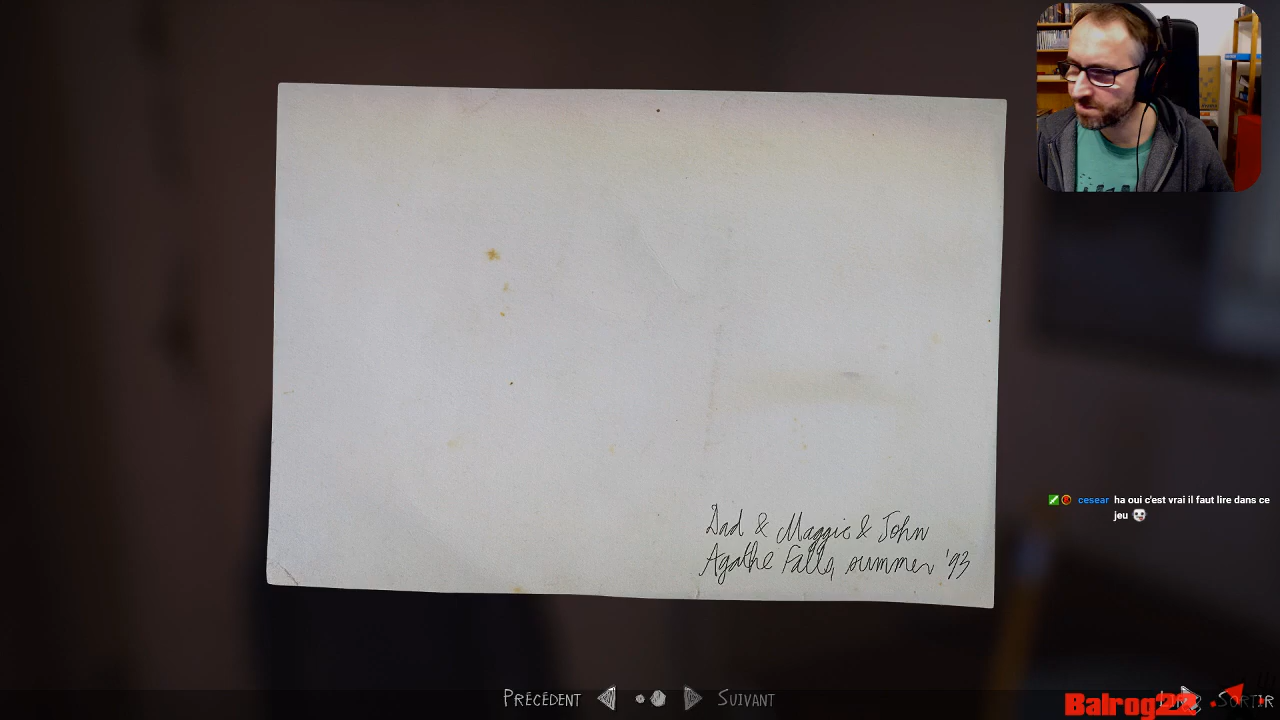 cesear ha oui c'est vrai il faut lire dans ce
jeu
Dad & Maggie & John
Agathe Falls, summer '93
PRÉCÉDENT SUIVANT
Balrog22 SORTIR